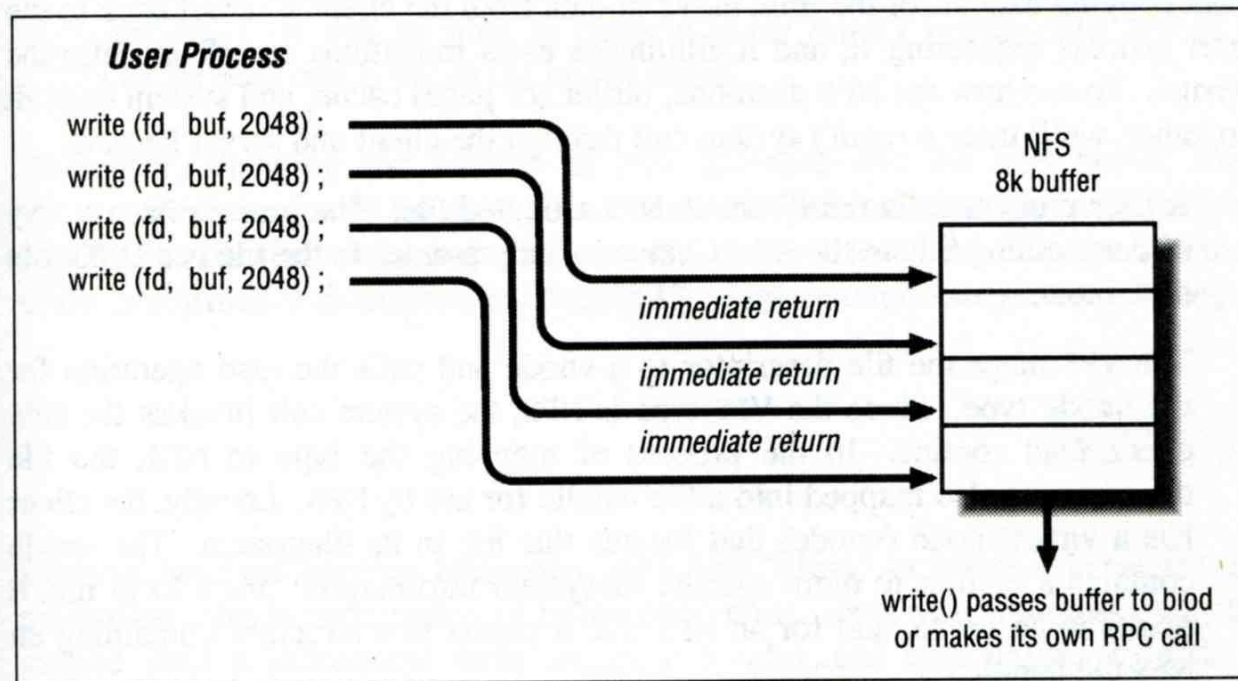 User Process
write (fd, buf, 2048) ;
write (fd, buf, 2048) ;
write (fd, buf, 2048) ;
write (fd, buf, 2048) ;
NFS
8k buffer
immediate return
immediate return
immediate return
write() passes buffer to biod
or makes its own RPC call